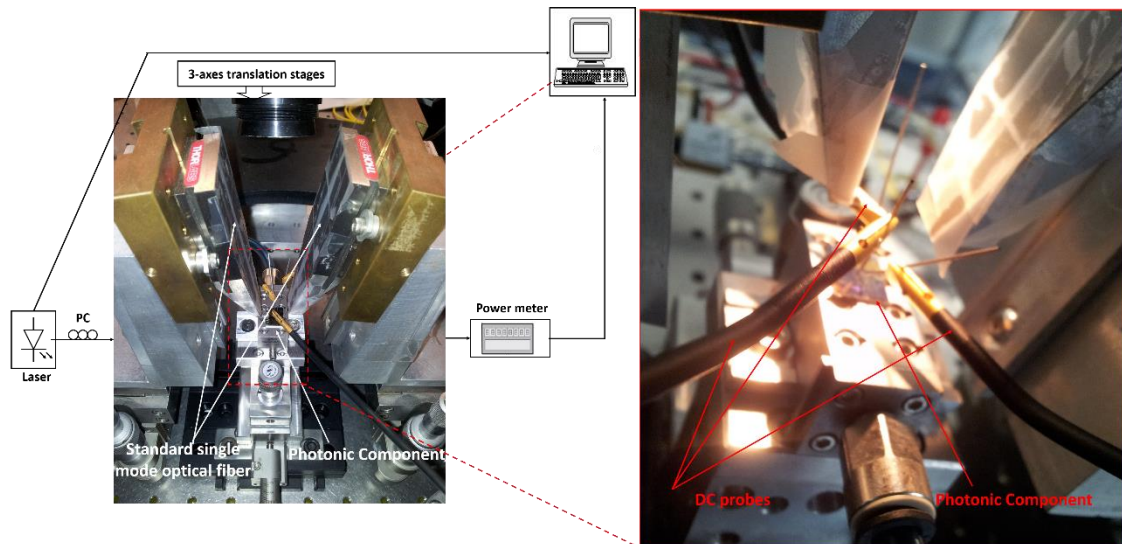 3-axes translation stages
PC
Laser
Power meter
Standard single
mode optical fiber
Photonic Component
DC probes
Photonic Component